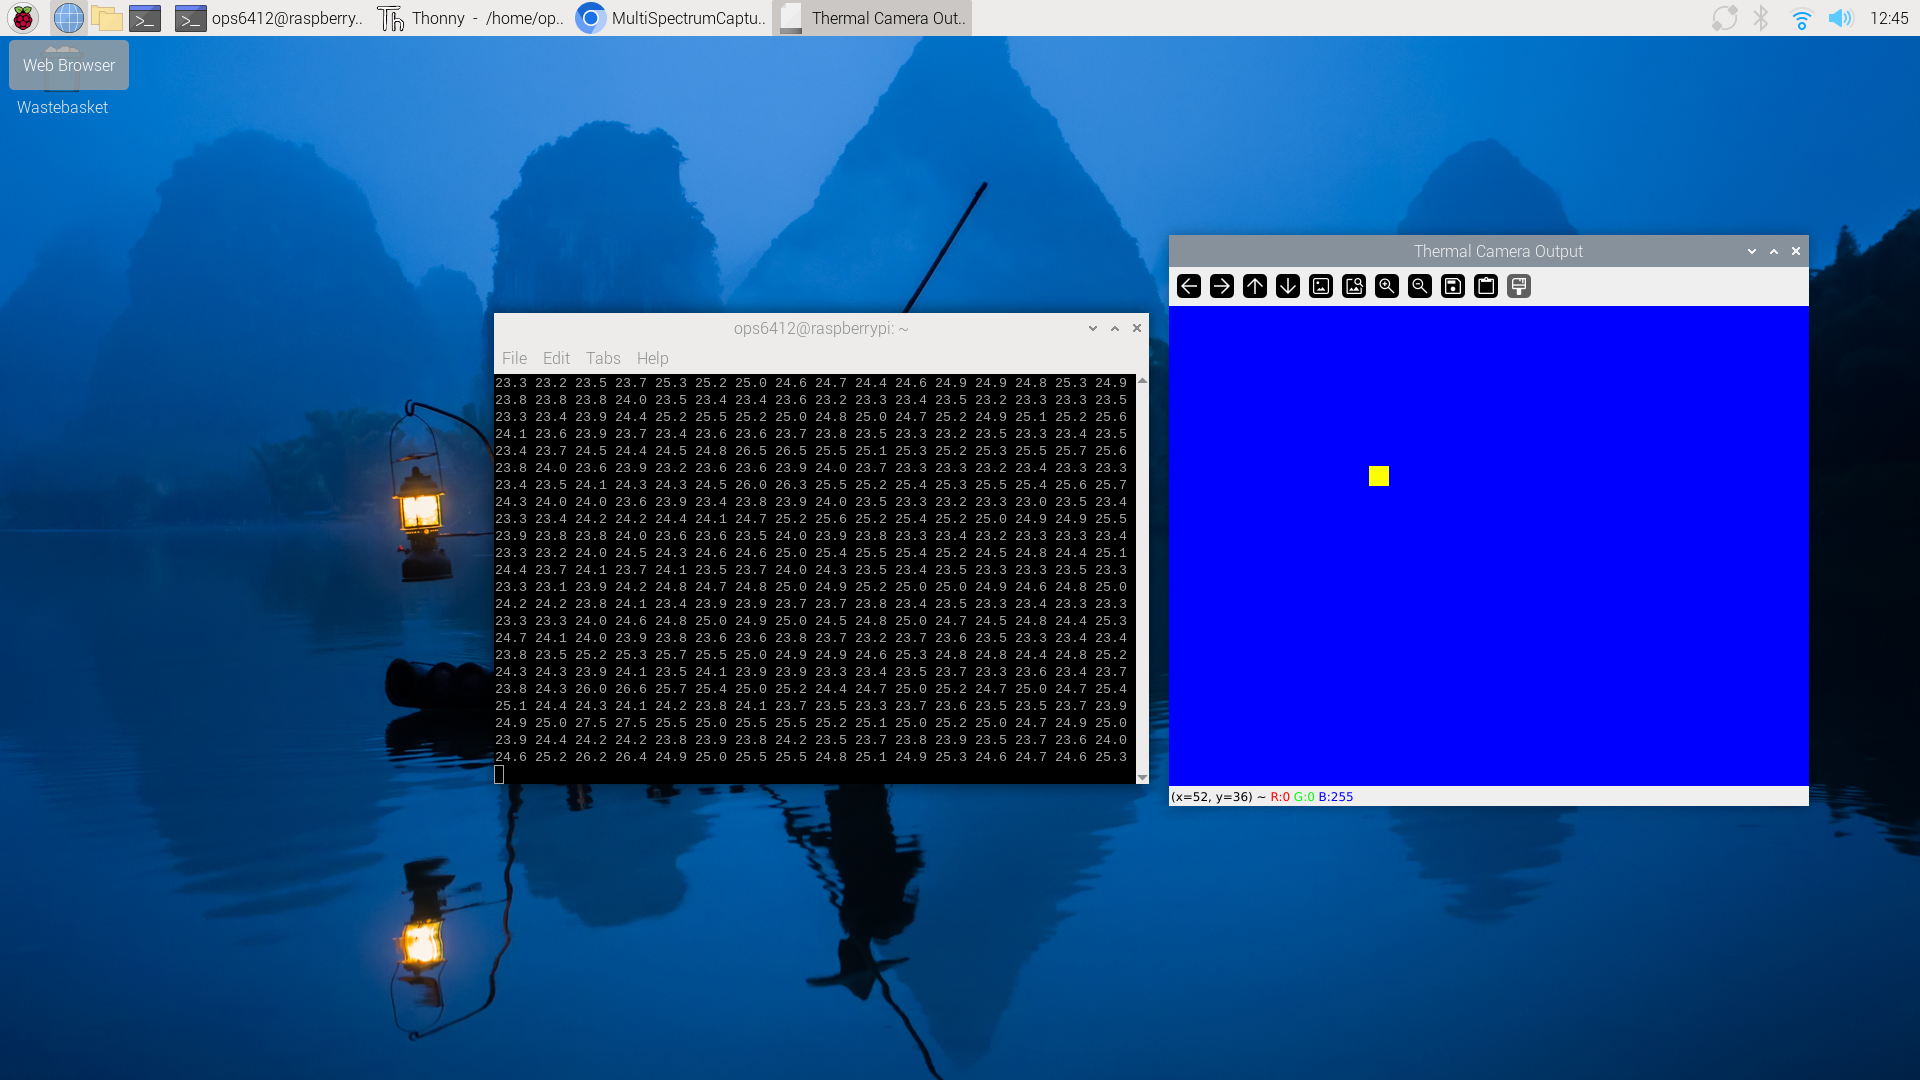 ops6412@raspberry..
Thonny - /home/op..
MultiSpectrumCaptu..
Thermal Camera Out..
12:45
Web Browser
Wastebasket
Thermal Camera Output
ops6412@raspberrypi: ~
File Edit Tabs Help
23.3 23.2 23.5 23.7 25.3 25.2 25.0 24.6 24.7 24.4 24.6 24.9 24.9 24.8 25.3 24.9
23.8 23.8 23.8 24.0 23.5 23.4 23.4 23.6 23.2 23.3 23.4 23.5 23.2 23.3 23.3 23.5
23.3 23.4 23.9 24.4 25.2 25.5 25.2 25.0 24.8 25.0 24.7 25.2 24.9 25.1 25.2 25.6
24.1 23.6 23.9 23.7 23.4 23.6 23.6 23.7 23.8 23.5 23.3 23.2 23.5 23.3 23.4 23.5
23.4 23.7 24.5 24.4 24.5 24.8 26.5 26.5 25.5 25.1 25.3 25.2 25.3 25.5 25.7 25.6
23.8 24.0 23.6 23.9 23.2 23.6 23.6 23.9 24.0 23.7 23.3 23.3 23.2 23.4 23.3 23.3
23.4 23.5 24.1 24.3 24.3 24.5 26.0 26.3 25.5 25.2 25.4 25.3 25.5 25.4 25.6 25.7
24.3 24.0 24.0 23.6 23.9 23.4 23.8 23.9 24.0 23.5 23.3 23.2 23.3 23.0 23.5 23.4
23.3 23.4 24.2 24.2 24.4 24.1 24.7 25.2 25.6 25.2 25.4 25.2 25.0 24.9 24.9 25.5
23.9 23.8 23.8 24.0 23.6 23.6 23.5 24.0 23.9 23.8 23.3 23.4 23.2 23.3 23.3 23.4
23.3 23.2 24.0 24.5 24.3 24.6 24.6 25.0 25.4 25.5 25.4 25.2 24.5 24.8 24.4 25.1
24.4 23.7 24.1 23.7 24.1 23.5 23.7 24.0 24.3 23.5 23.4 23.5 23.3 23.3 23.5 23.3
23.3 23.1 23.9 24.2 24.8 24.7 24.8 25.0 24.9 25.2 25.0 25.0 24.9 24.6 24.8 25.0
24.2 24.2 23.8 24.1 23.4 23.9 23.9 23.7 23.7 23.8 23.4 23.5 23.3 23.4 23.3 23.3
23.3 23.3 24.0 24.6 24.8 25.0 24.9 25.0 24.5 24.8 25.0 24.7 24.5 24.8 24.4 25.3
24.7 24.1 24.0 23.9 23.8 23.6 23.6 23.8 23.7 23.2 23.7 23.6 23.5 23.3 23.4 23.4
23.8 23.5 25.2 25.3 25.7 25.5 25.0 24.9 24.9 24.6 25.3 24.8 24.8 24.4 24.8 25.2
24.3 24.3 23.9 24.1 23.5 24.1 23.9 23.9 23.3 23.4 23.5 23.7 23.3 23.6 23.4 23.7
23.8 24.3 26.0 26.6 25.7 25.4 25.0 25.2 24.4 24.7 25.0 25.2 24.7 25.0 24.7 25.4
25.1 24.4 24.3 24.1 24.2 23.8 24.1 23.7 23.5 23.3 23.7 23.6 23.5 23.5 23.7 23.9
24.9 25.0 27.5 27.5 25.5 25.0 25.5 25.5 25.2 25.1 25.0 25.2 25.0 24.7 24.9 25.0
23.9 24.4 24.2 24.2 23.8 23.9 23.8 24.2 23.5 23.7 23.8 23.9 23.5 23.7 23.6 24.0
24.6 25.2 26.2 26.4 24.9 25.0 25.5 25.5 24.8 25.1 24.9 25.3 24.6 24.7 24.6 25.3
(x=52, y=36) ~ R:0 G:0 B:255